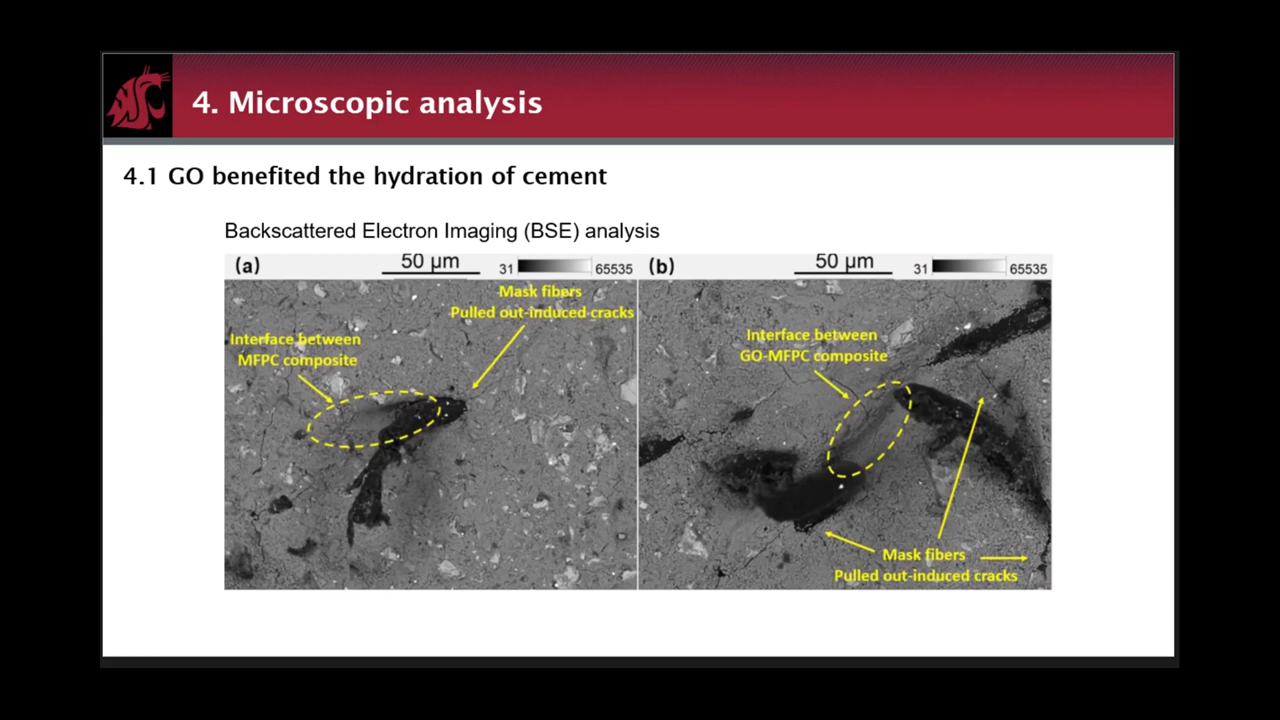 4. Microscopic analysis
4.1 GO benefited the hydration of cement
Backscattered Electron Imaging (BSE) analysis
(a)
50 µm
31
65535
Mask fibers
Pulled out-induced cracks
Interface between
MFPC composite
(b)
50 µm
31
65535
Interface between
GO-MFPC composite
Mask fibers
Pulled out-induced cracks